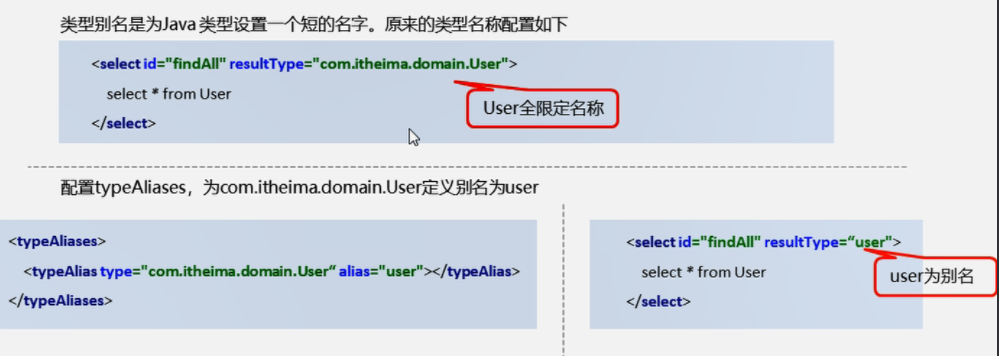 类型别名是为Java 类型设置一个短的名字。原来的类型名称配置如下
<select id="findAll" resultType="com.itheima.domain.User">
select * from User
</select>
User全限定名称
配置typeAliases，为com.itheima.domain.User定义别名为user
<typeAliases>
<typeAlias type="com.itheima.domain.User“ alias="user"></typeAlias>
</typeAliases>
<select id="findAll" resultType=“user">
select * from User
</select>
user为别名